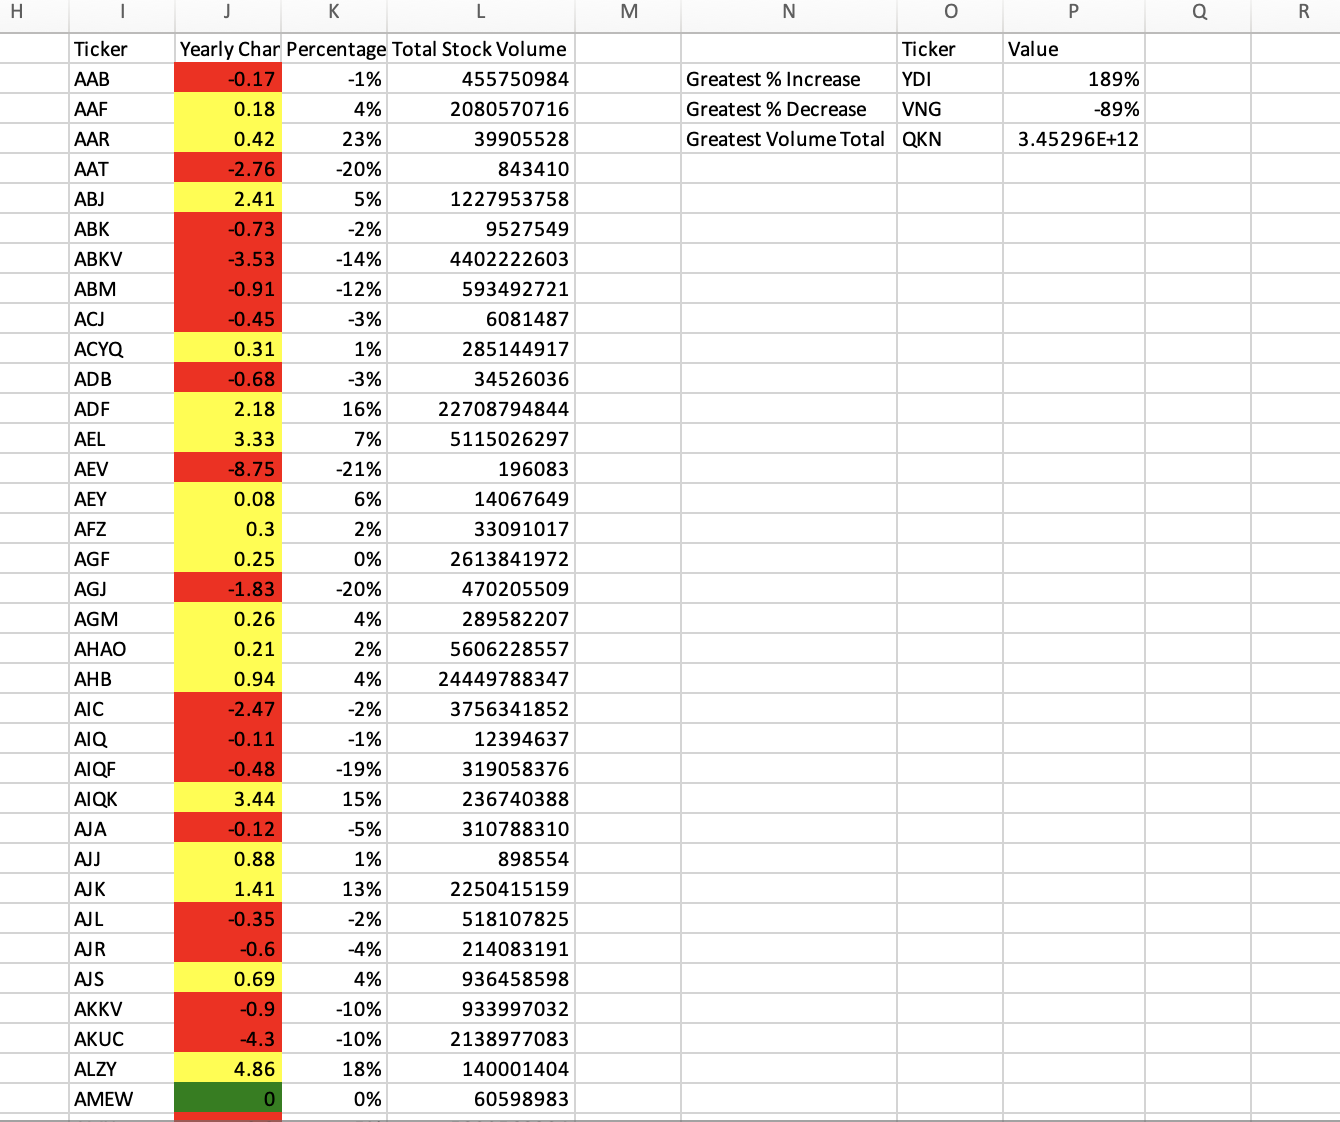 H I J K L M N O P Q R
Ticker Yearly Char Percentage Total Stock Volume Ticker Value
AAB -0.17 -1% 455750984 Greatest % Increase YDI 189%
AAF 0.18 4% 2080570716 Greatest % Decrease VNG -89%
AAR 0.42 23% 39905528 Greatest Volume Total QKN 3.45296E+12
AAT -2.76 -20% 843410
ABJ 2.41 5% 1227953758
ABK -0.73 -2% 9527549
ABKV -3.53 -14% 4402222603
ABM -0.91 -12% 593492721
ACJ -0.45 -3% 6081487
ACYQ 0.31 1% 285144917
ADB -0.68 -3% 34526036
ADF 2.18 16% 22708794844
AEL 3.33 7% 5115026297
AEV -8.75 -21% 196083
AEY 0.08 6% 14067649
AFZ 0.3 2% 33091017
AGF 0.25 0% 2613841972
AGJ -1.83 -20% 470205509
AGM 0.26 4% 289582207
AHAO 0.21 2% 5606228557
AHB 0.94 4% 24449788347
AIC -2.47 -2% 3756341852
AIQ -0.11 -1% 12394637
AIQF -0.48 -19% 319058376
AIQK 3.44 15% 236740388
AJA -0.12 -5% 310788310
AJJ 0.88 1% 898554
AJK 1.41 13% 2250415159
AJL -0.35 -2% 518107825
AJR -0.6 -4% 214083191
AJS 0.69 4% 936458598
AKKV -0.9 -10% 933997032
AKUC -4.3 -10% 2138977083
ALZY 4.86 18% 140001404
AMEW 0 0% 60598983